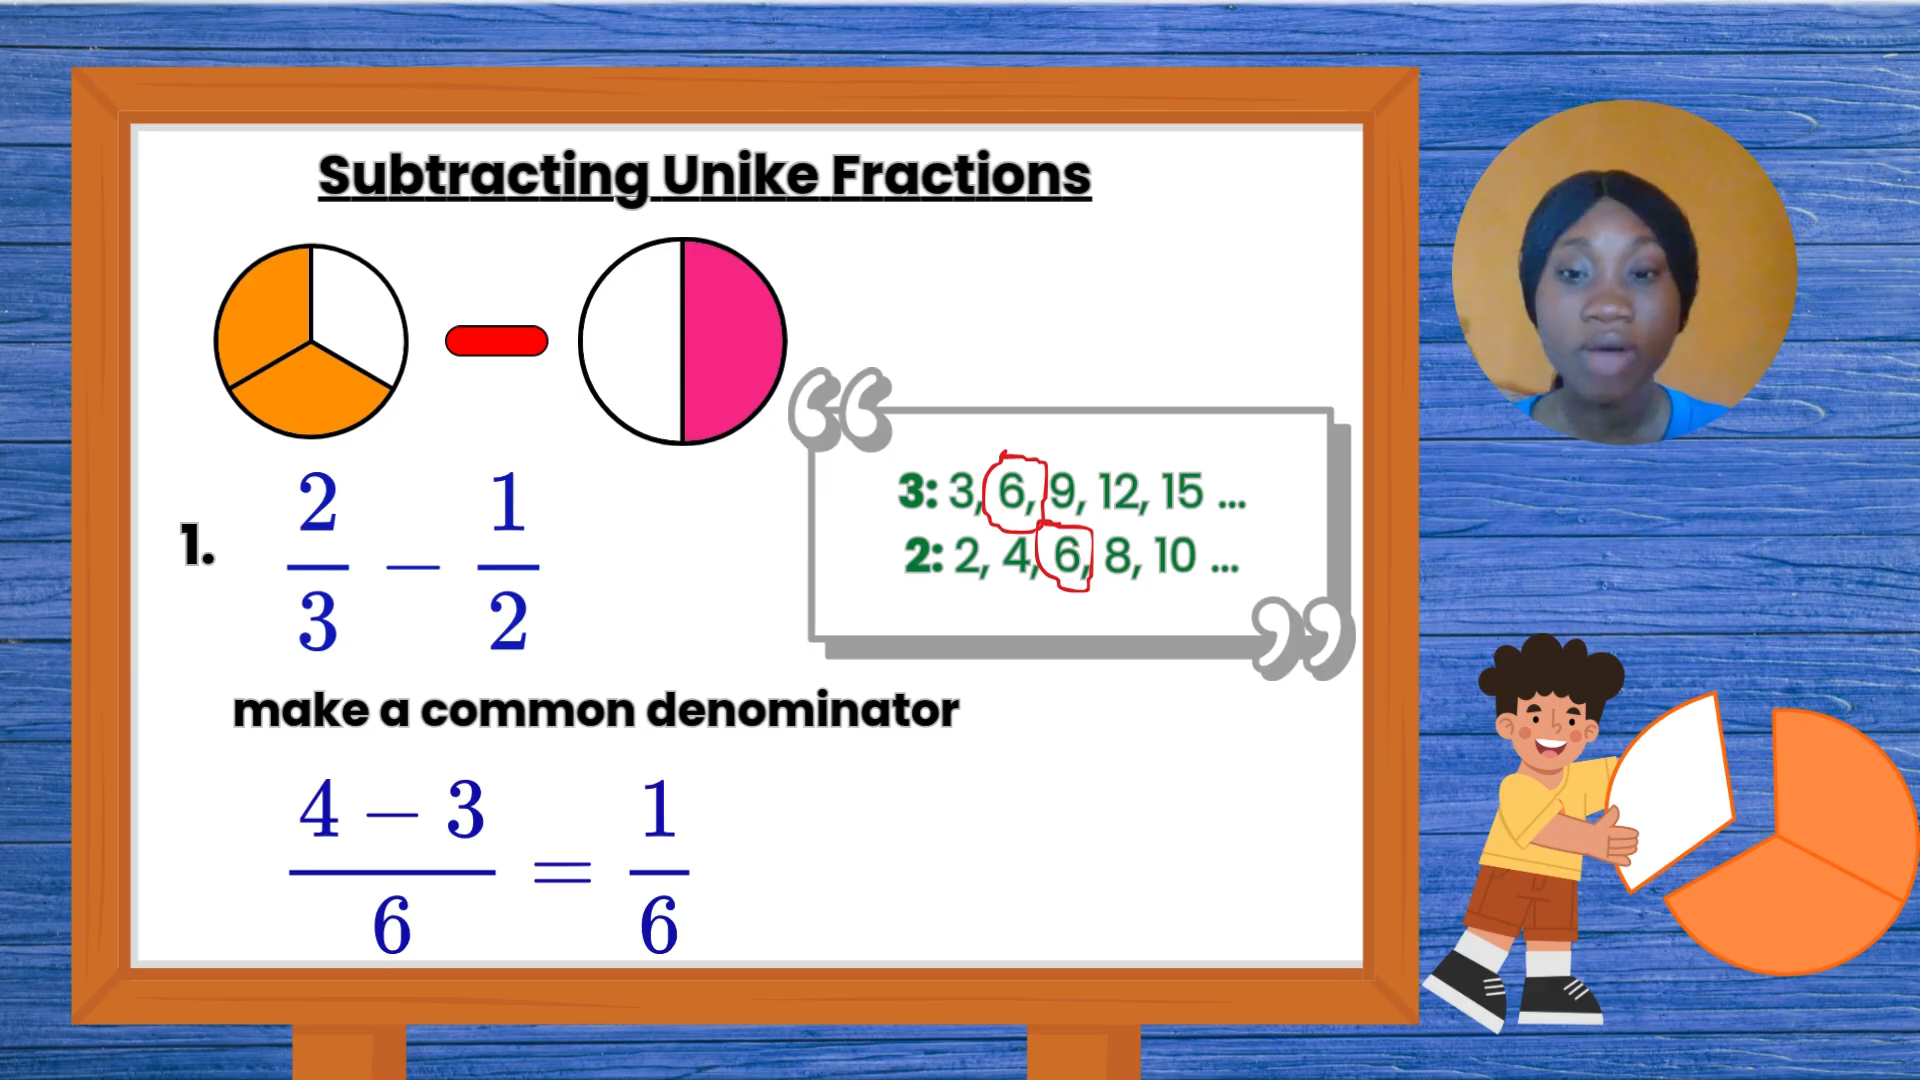 Subtracting Unike Fractions
1. 2/3 − 1/2
3: 3, 6, 9, 12, 15 ...
2: 2, 4, 6, 8, 10 ...
make a common denominator
4 − 3/6 = 1/6